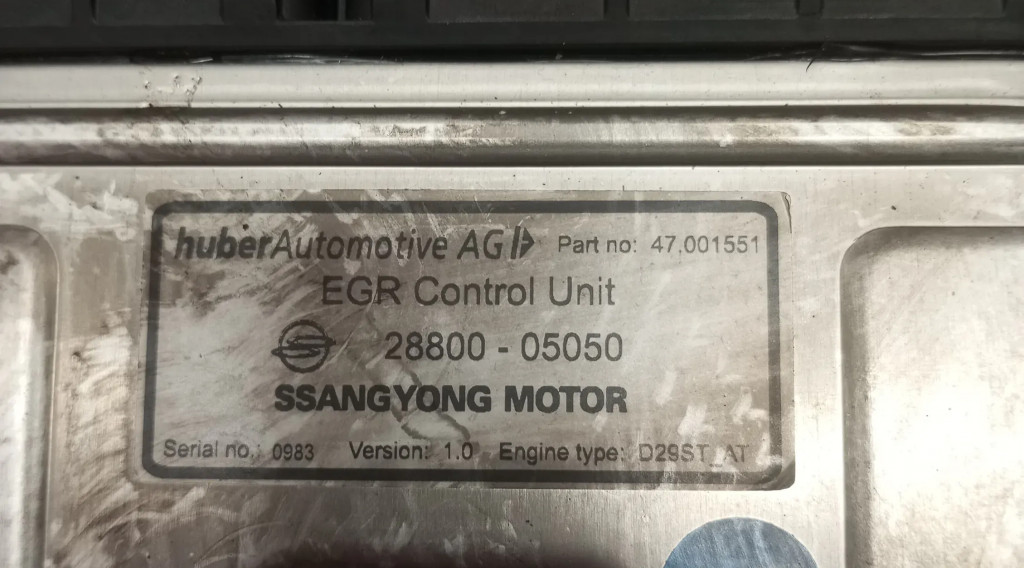 huberAutomotive AG Part no: 47.001551
EGR Control Unit
28800 - 05050
SSANGYONG MOTOR
Serial no.: 0983 Version: 1.0 Engine type: D29ST_AT